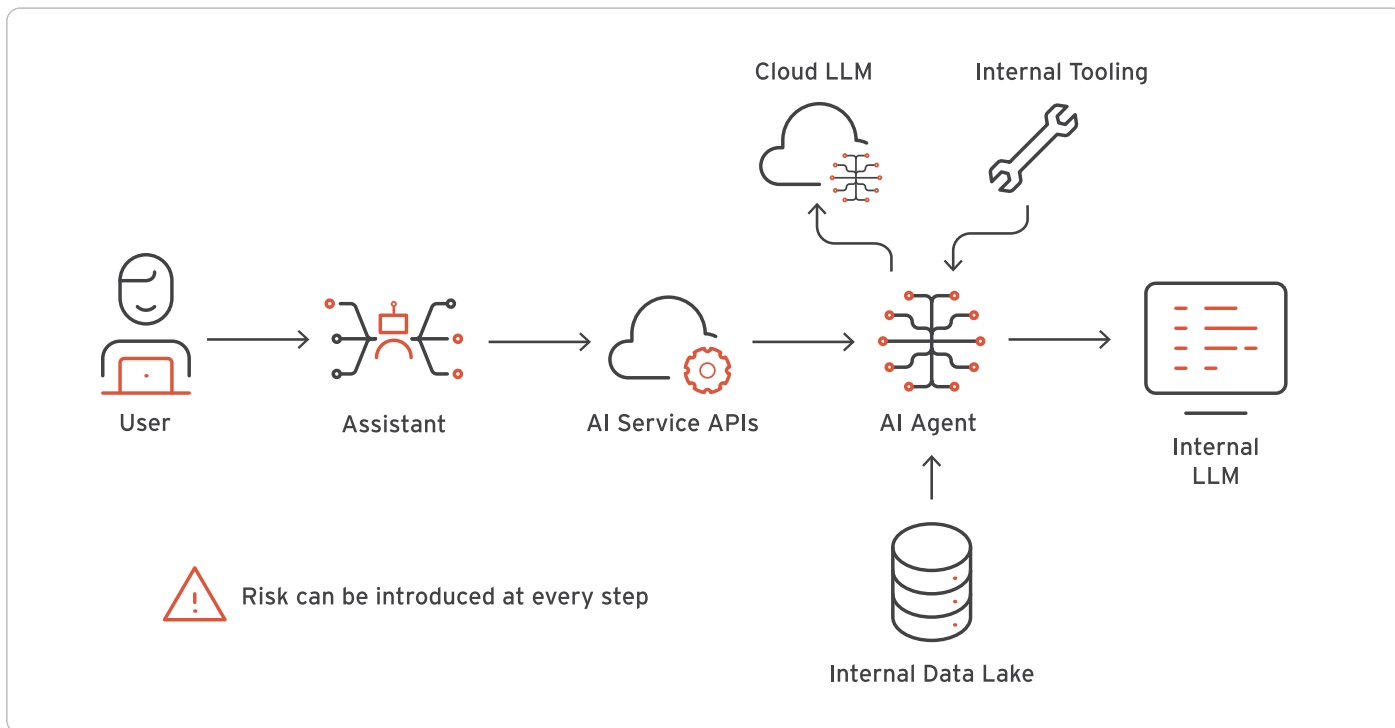 Cloud LLM
Internal Tooling
User
Assistant
AI Service APIs
AI Agent
Internal
LLM
Risk can be introduced at every step
Internal Data Lake